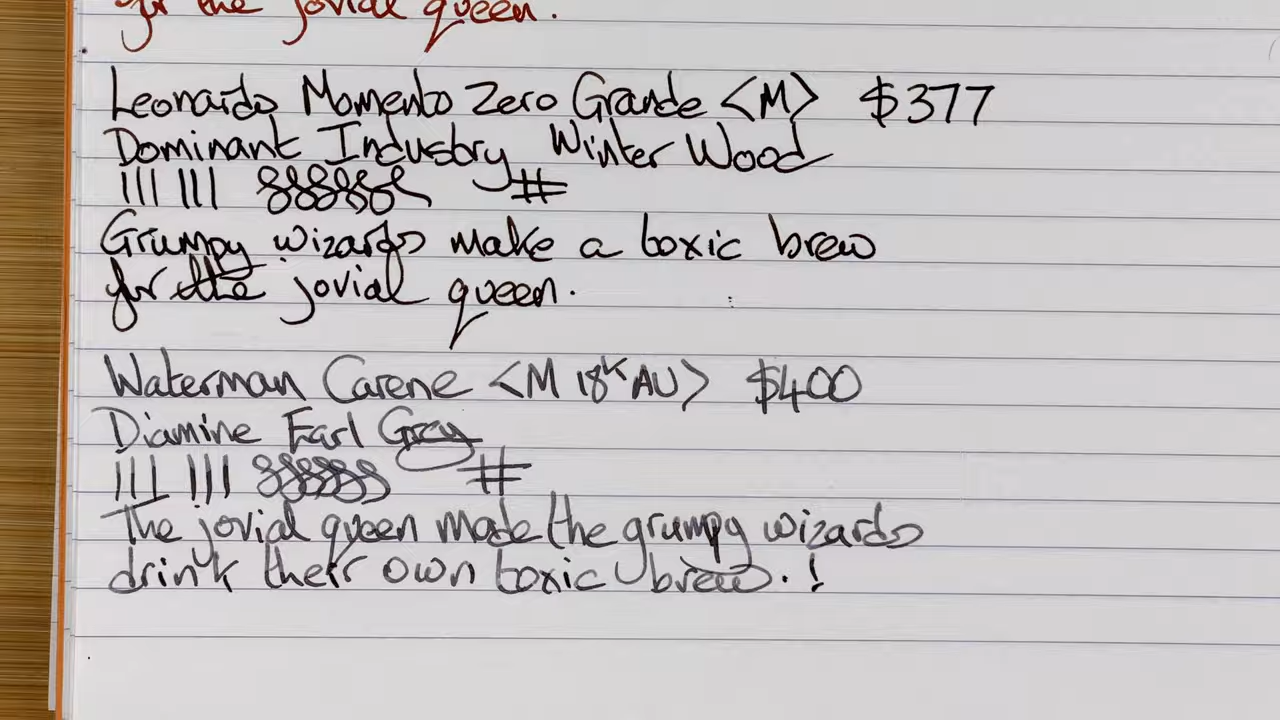 for the jovial queen.
Leonardo Momento Zero Grande <M> $377
Dominant Industry Winter Wood
Grumpy wizards make a toxic brew
for the jovial queen.
Waterman Carene <M 18K AU> $400
Diamine Earl Grey
The jovial queen made the grumpy wizards
drink their own toxic brew.!